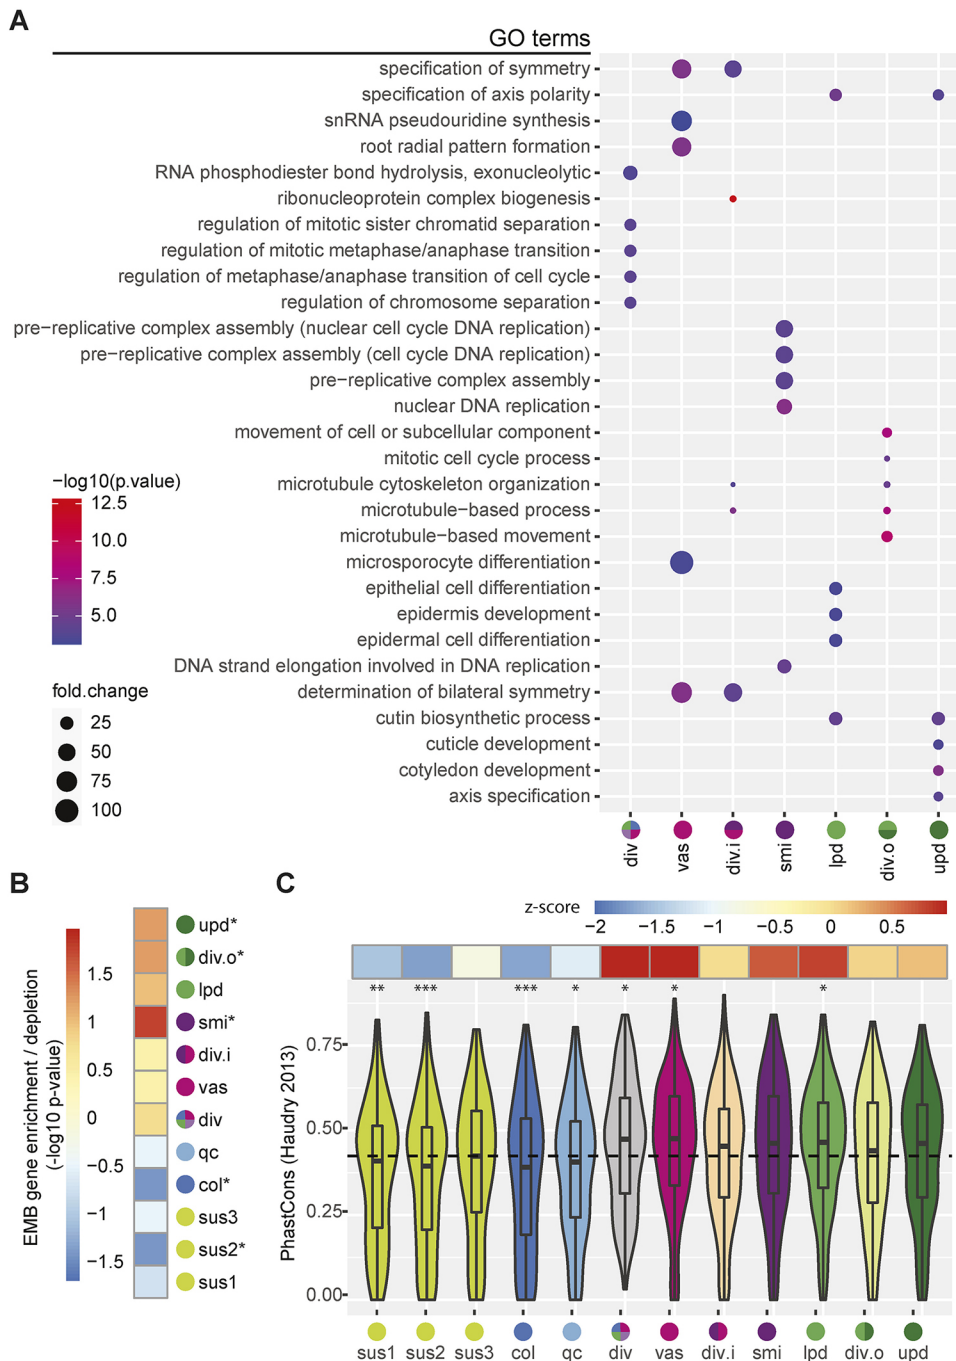 A
GO terms
specification of symmetry
specification of axis polarity
snRNA pseudouridine synthesis
root radial pattern formation
RNA phosphodiester bond hydrolysis, exonucleolytic
ribonucleoprotein complex biogenesis
regulation of mitotic sister chromatid separation
regulation of mitotic metaphase/anaphase transition
regulation of metaphase/anaphase transition of cell cycle
regulation of chromosome separation
pre−replicative complex assembly (nuclear cell cycle DNA replication)
pre−replicative complex assembly (cell cycle DNA replication)
pre−replicative complex assembly
nuclear DNA replication
movement of cell or subcellular component
mitotic cell cycle process
microtubule cytoskeleton organization
microtubule−based process
microtubule−based movement
microsporocyte differentiation
epithelial cell differentiation
epidermis development
epidermal cell differentiation
DNA strand elongation involved in DNA replication
determination of bilateral symmetry
cutin biosynthetic process
cuticle development
cotyledon development
axis specification
−log10(p.value)
12.5
10.0
7.5
5.0
fold.change
25
50
75
100
div
vas
div.i
smi
lpd
div.o
upd
B
EMB gene enrichment / depletion
(-log10 p-value)
1.5
1
0.5
0
−0.5
−1
−1.5
upd*
div.o*
lpd
smi*
div.i
vas
div
qc
col*
sus3
sus2*
sus1
C
z-score
−2 −1.5 −1 −0.5 0 0.5
** *** *** * * * *
PhastCons (Haudry 2013)
0.75
0.50
0.25
0.00
sus1 sus2 sus3 col qc div vas div.i smi lpd div.o upd